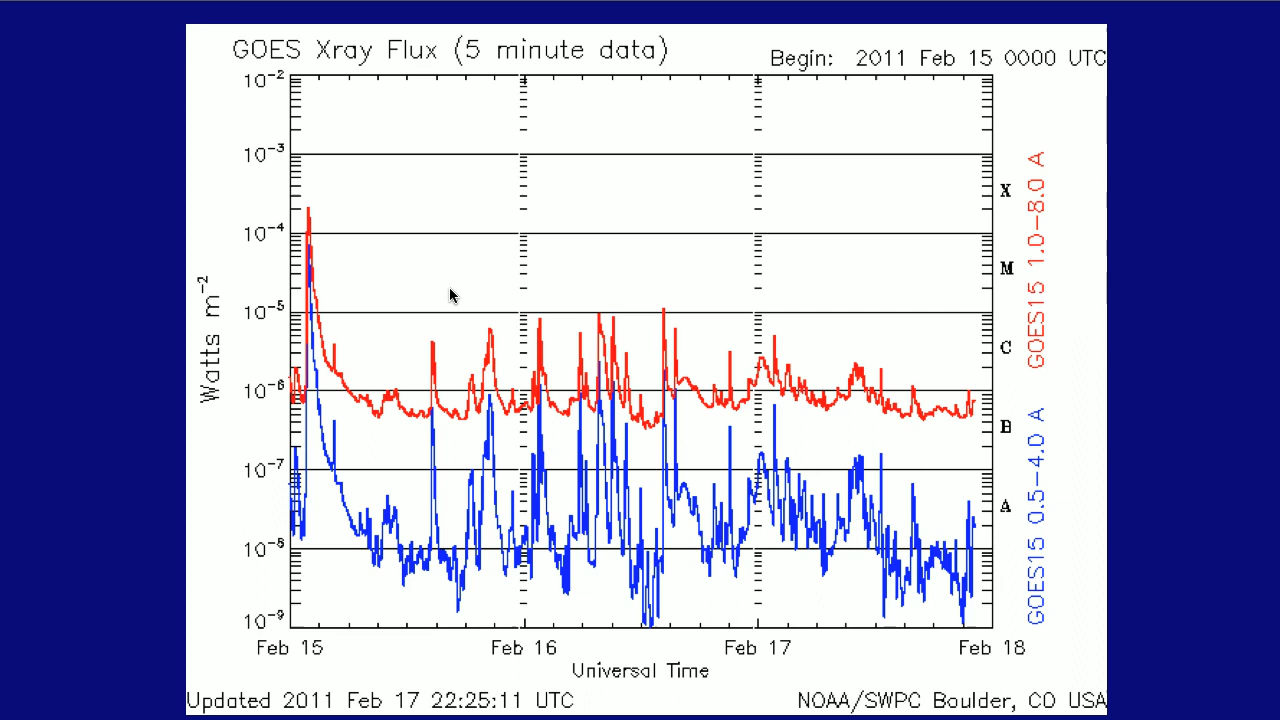 GOES Xray Flux (5 minute data)
Begin: 2011 Feb 15 0000 UTC
10-2
10-3
10-4
10-5
10-6
10-7
10-8
10-9
Watts m-2
X
M
C
B
A
GOES15 1.0-8.0 A
GOES15 0.5-4.0 A
Feb 15
Feb 16
Feb 17
Feb 18
Universal Time
Updated 2011 Feb 17 22:25:11 UTC
NOAA/SWPC Boulder, CO USA